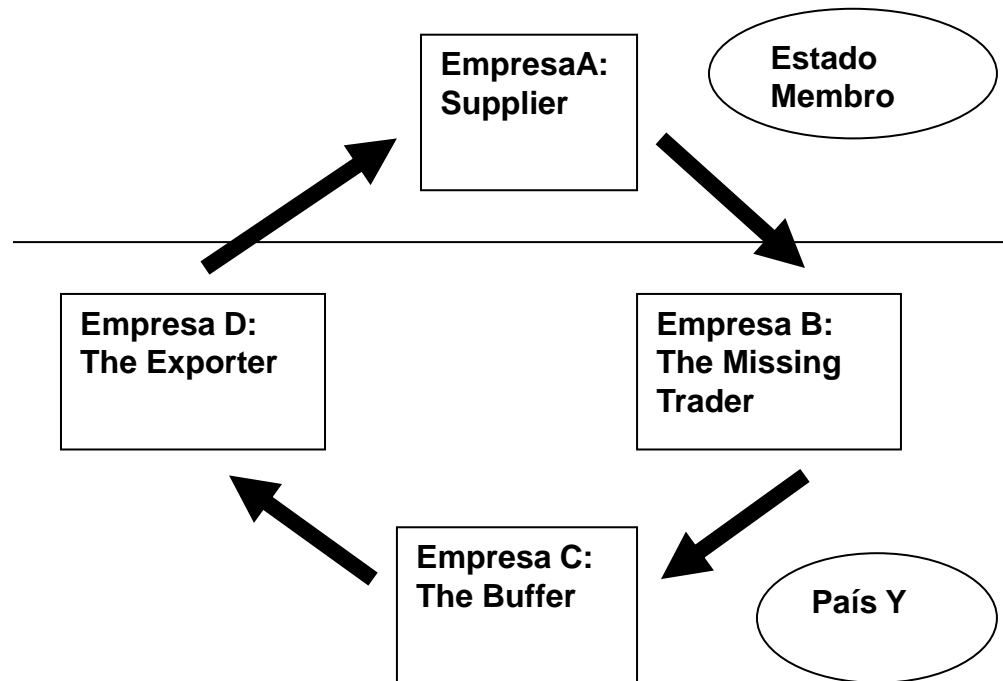 EmpresaA:
Supplier
Estado
Membro
Empresa D:
The Exporter
Empresa B:
The Missing
Trader
Empresa C:
The Buffer
País Y